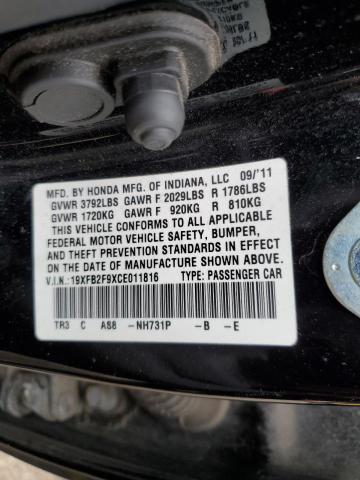 MFD. BY HONDA MFG. OF INDIANA, LLC 09/'11
GVWR 3792LBS GAWR F 2029LBS R 1786LBS
GVWR 1720KG GAWR F 920KG R 810KG
THIS VEHICLE CONFORMS TO ALL APPLICABLE
FEDERAL MOTOR VEHICLE SAFETY, BUMPER,
AND THEFT PREVENTION STANDARDS IN EFFECT
ON THE DATE OF MANUFACTURE SHOWN ABOVE.
V.I.N.: 19XFB2F9XCE011816 TYPE: PASSENGER CAR
TR3 C AS8 -NH731P -B -E